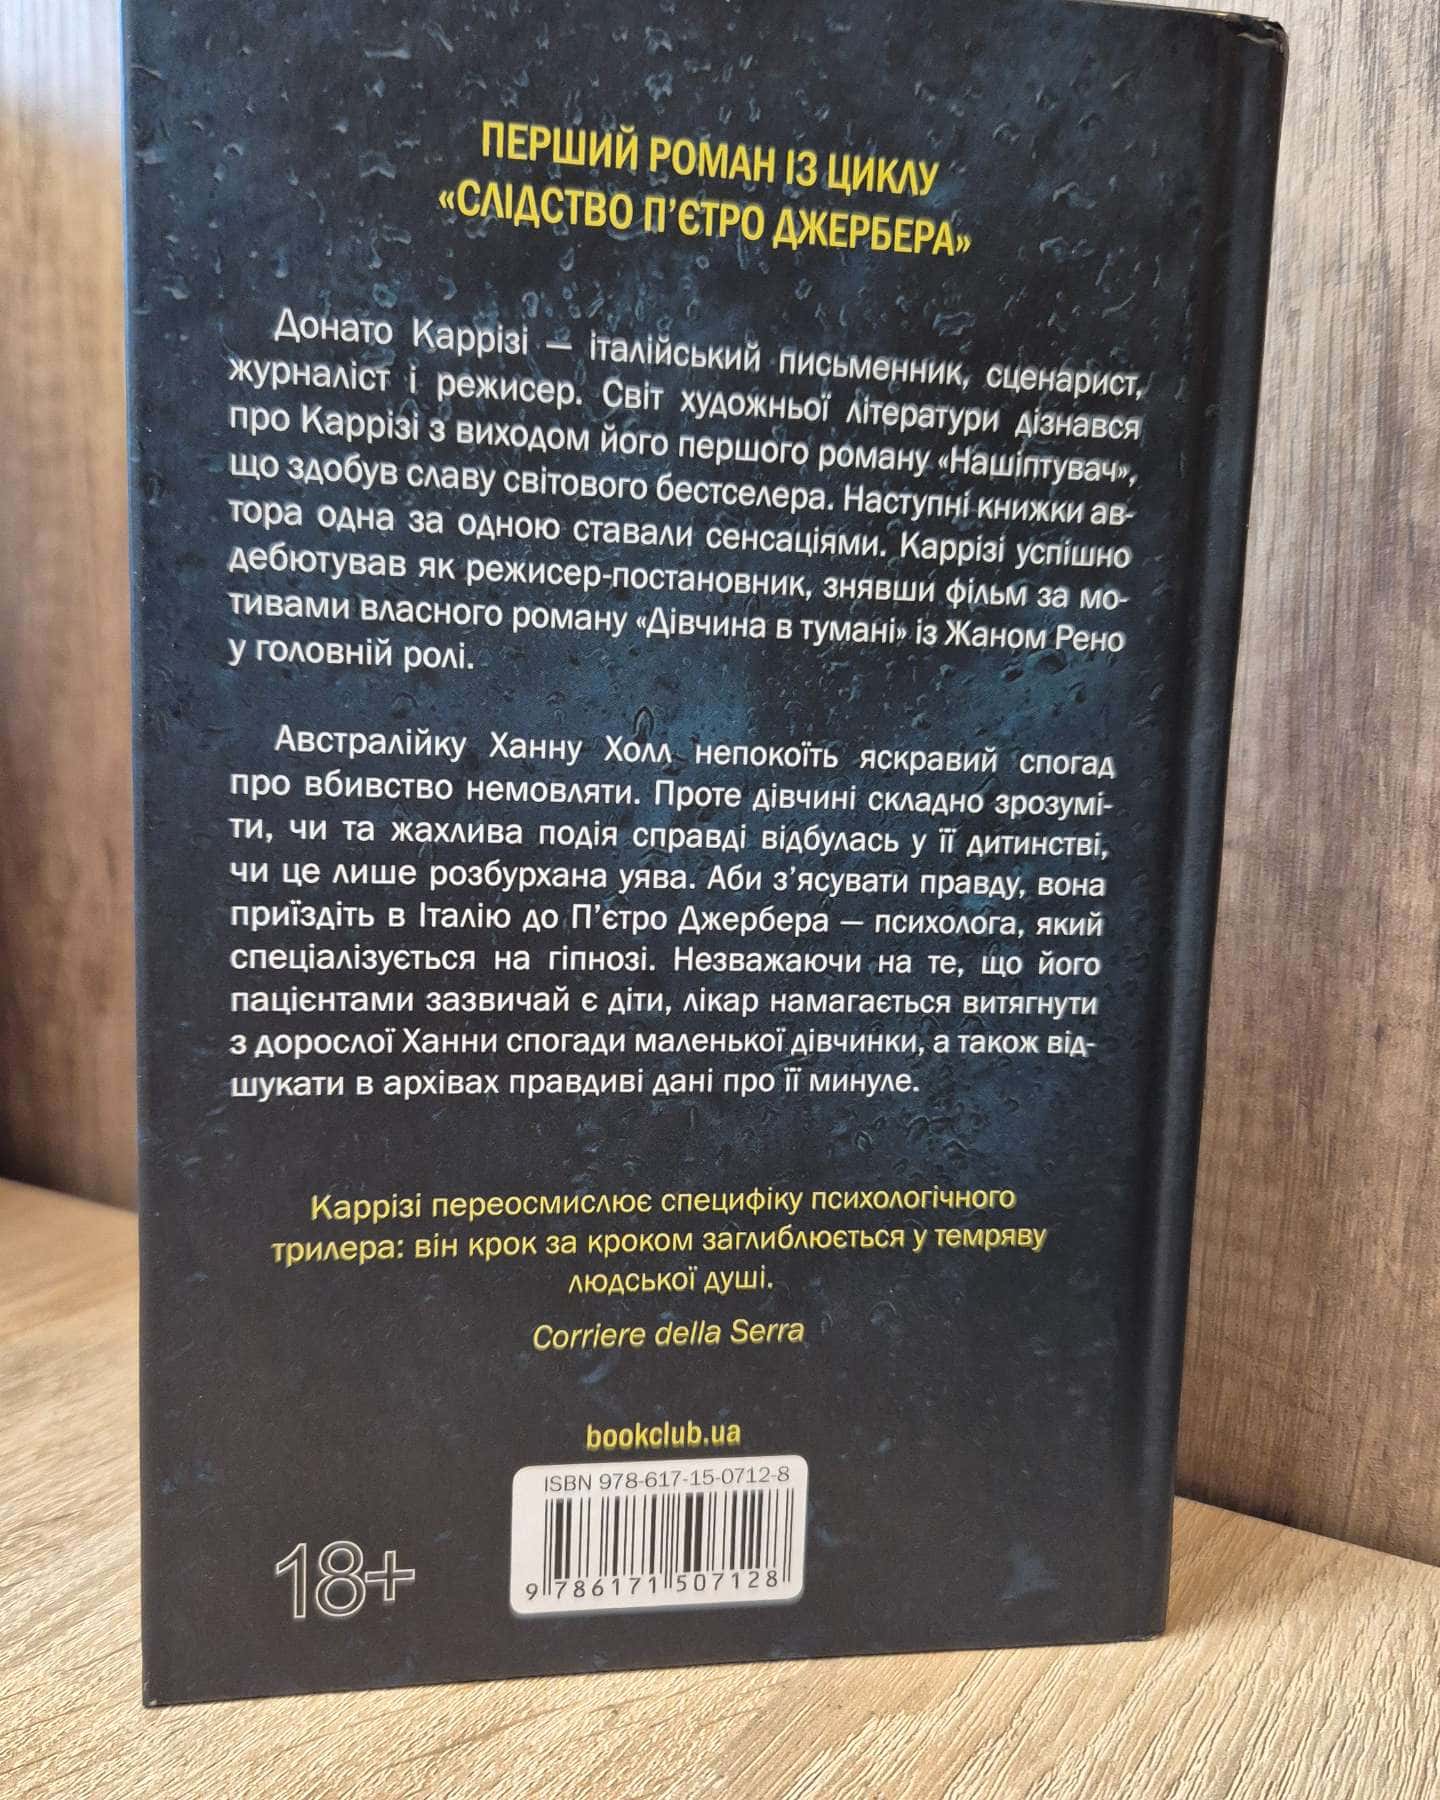 ПЕРШИЙ РОМАН ІЗ ЦИКЛУ
«СЛІДСТВО П'ЄТРО ДЖЕРБЕРА»
Донато Каррізі — італійський письменник, сценарист,
журналіст і режисер. Світ художньої літератури дізнався
про Каррізі з виходом його першого роману «Нашіптувач»,
що здобув славу світового бестселера. Наступні книжки ав-
тора одна за одною ставали сенсаціями. Каррізі успішно
дебютував як режисер-постановник, знявши фільм за мо-
тивами власного роману «Дівчина в тумані» із Жаном Рено
у головній ролі.
Австралійку Ханну Холл непокоїть яскравий спогад
про вбивство немовляти. Проте дівчині складно зрозумі-
ти, чи та жахлива подія справді відбулась у її дитинстві,
чи це лише розбурхана уява. Аби з'ясувати правду, вона
приїздіть в Італію до П'єтро Джербера — психолога, який
спеціалізується на гіпнозі. Незважаючи на те, що його
пацієнтами зазвичай є діти, лікар намагається витягнути
з дорослої Ханни спогади маленької дівчинки, а також від-
шукати в архівах правдиві дані про її минуле.
Каррізі переосмислює специфіку психологічного
трилера: він крок за кроком заглиблюється у темряву
людської душі.
Corriere della Serra
bookclub.ua
ISBN 978-617-15-0712-8
9 786171 507128
18+